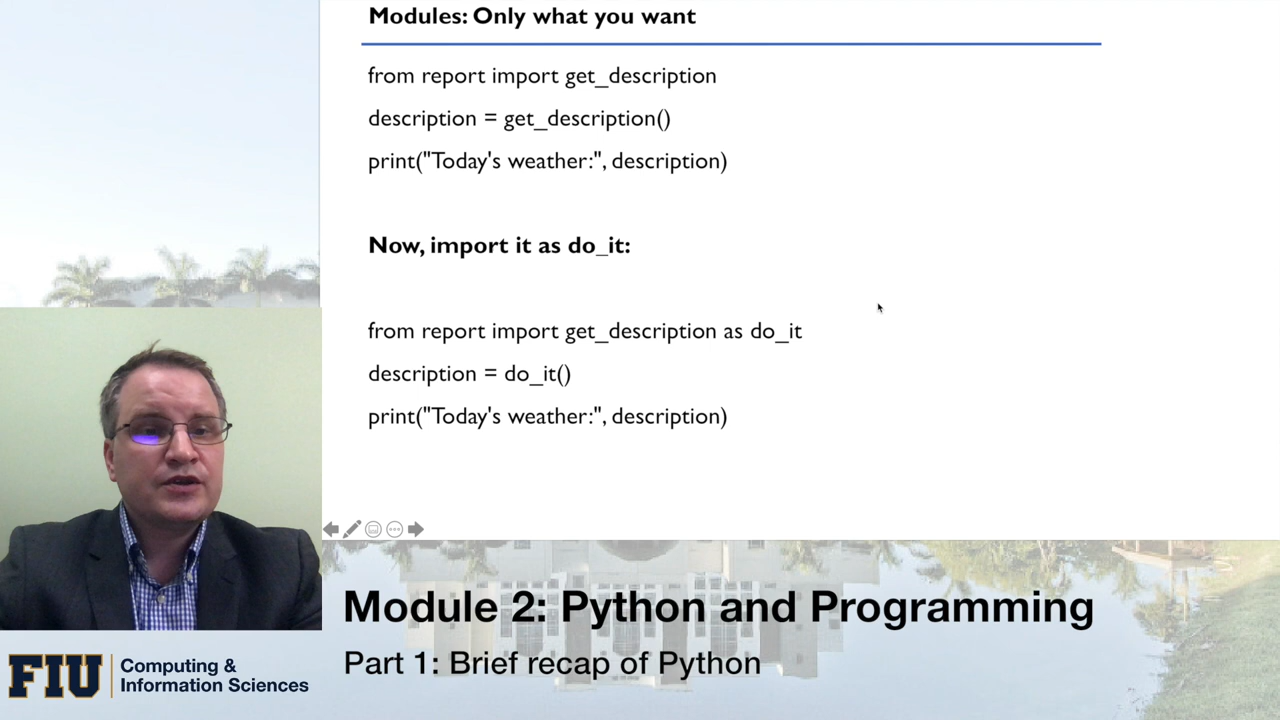 Modules: Only what you want
from report import get_description
description = get_description()
print("Today's weather:", description)
Now, import it as do_it:
from report import get_description as do_it
description = do_it()
print("Today's weather:", description)
Module 2: Python and Programming
Part 1: Brief recap of Python
FIU
Computing &
Information Sciences